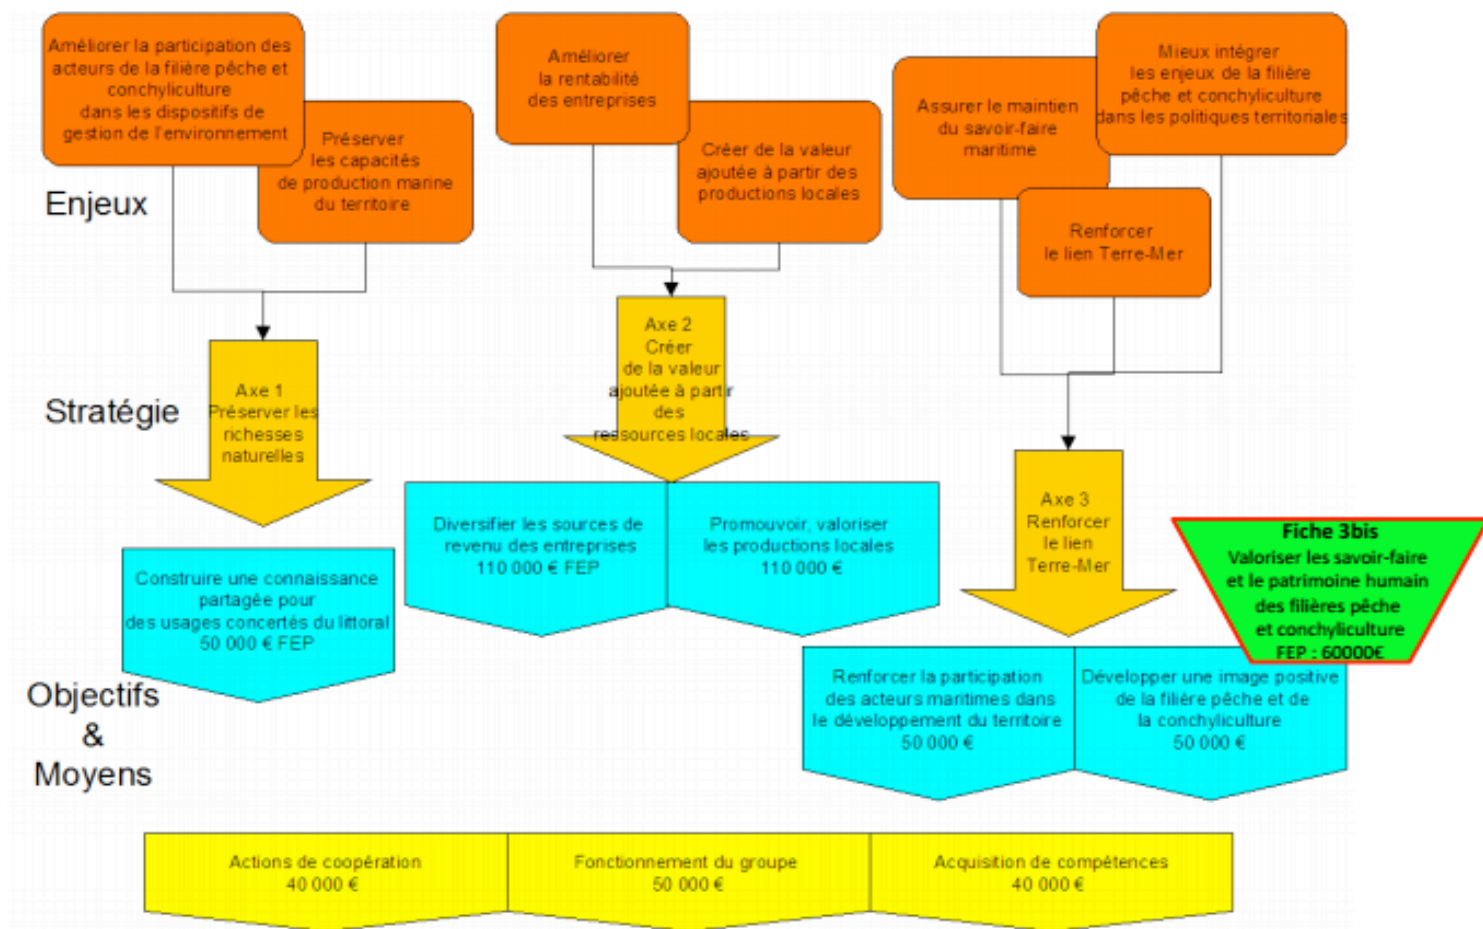 Améliorer la participation des
acteurs de la filière pêche et
conchyliculture
dans les dispositifs de
gestion de l'environnement
Préserver
les capacités
de production marine
du territoire
Améliorer
la rentabilité
des entreprises
Créer de la valeur
ajoutée à partir des
productions locales
Assurer le maintien
du savoir-faire
maritime
Mieux intégrer
les enjeux de la filière
pêche et conchyliculture
dans les politiques territoriales
Renforcer
le lien Terre-Mer
Enjeux
Stratégie
Axe 1
Préserver les
richesses
naturelles
Axe 2
Créer
de la valeur
ajoutée à partir
des
ressources locales
Axe 3
Renforcer
le lien
Terre-Mer
Fiche 3bis
Valoriser les savoir-faire
et le patrimoine humain
des filières pêche
et conchyliculture
FEP : 60000€
Construire une connaissance
partagée pour
des usages concertés du littoral
50 000 € FEP
Diversifier les sources de
revenu des entreprises
110 000 € FEP
Promouvoir, valoriser
les productions locales
110 000 €
Objectifs
&
Moyens
Renforcer la participation
des acteurs maritimes dans
le développement du territoire
50 000 €
Développer une image positive
de la filière pêche et de
la conchyliculture
50 000 €
Actions de coopération
40 000 €
Fonctionnement du groupe
50 000 €
Acquisition de compétences
40 000 €